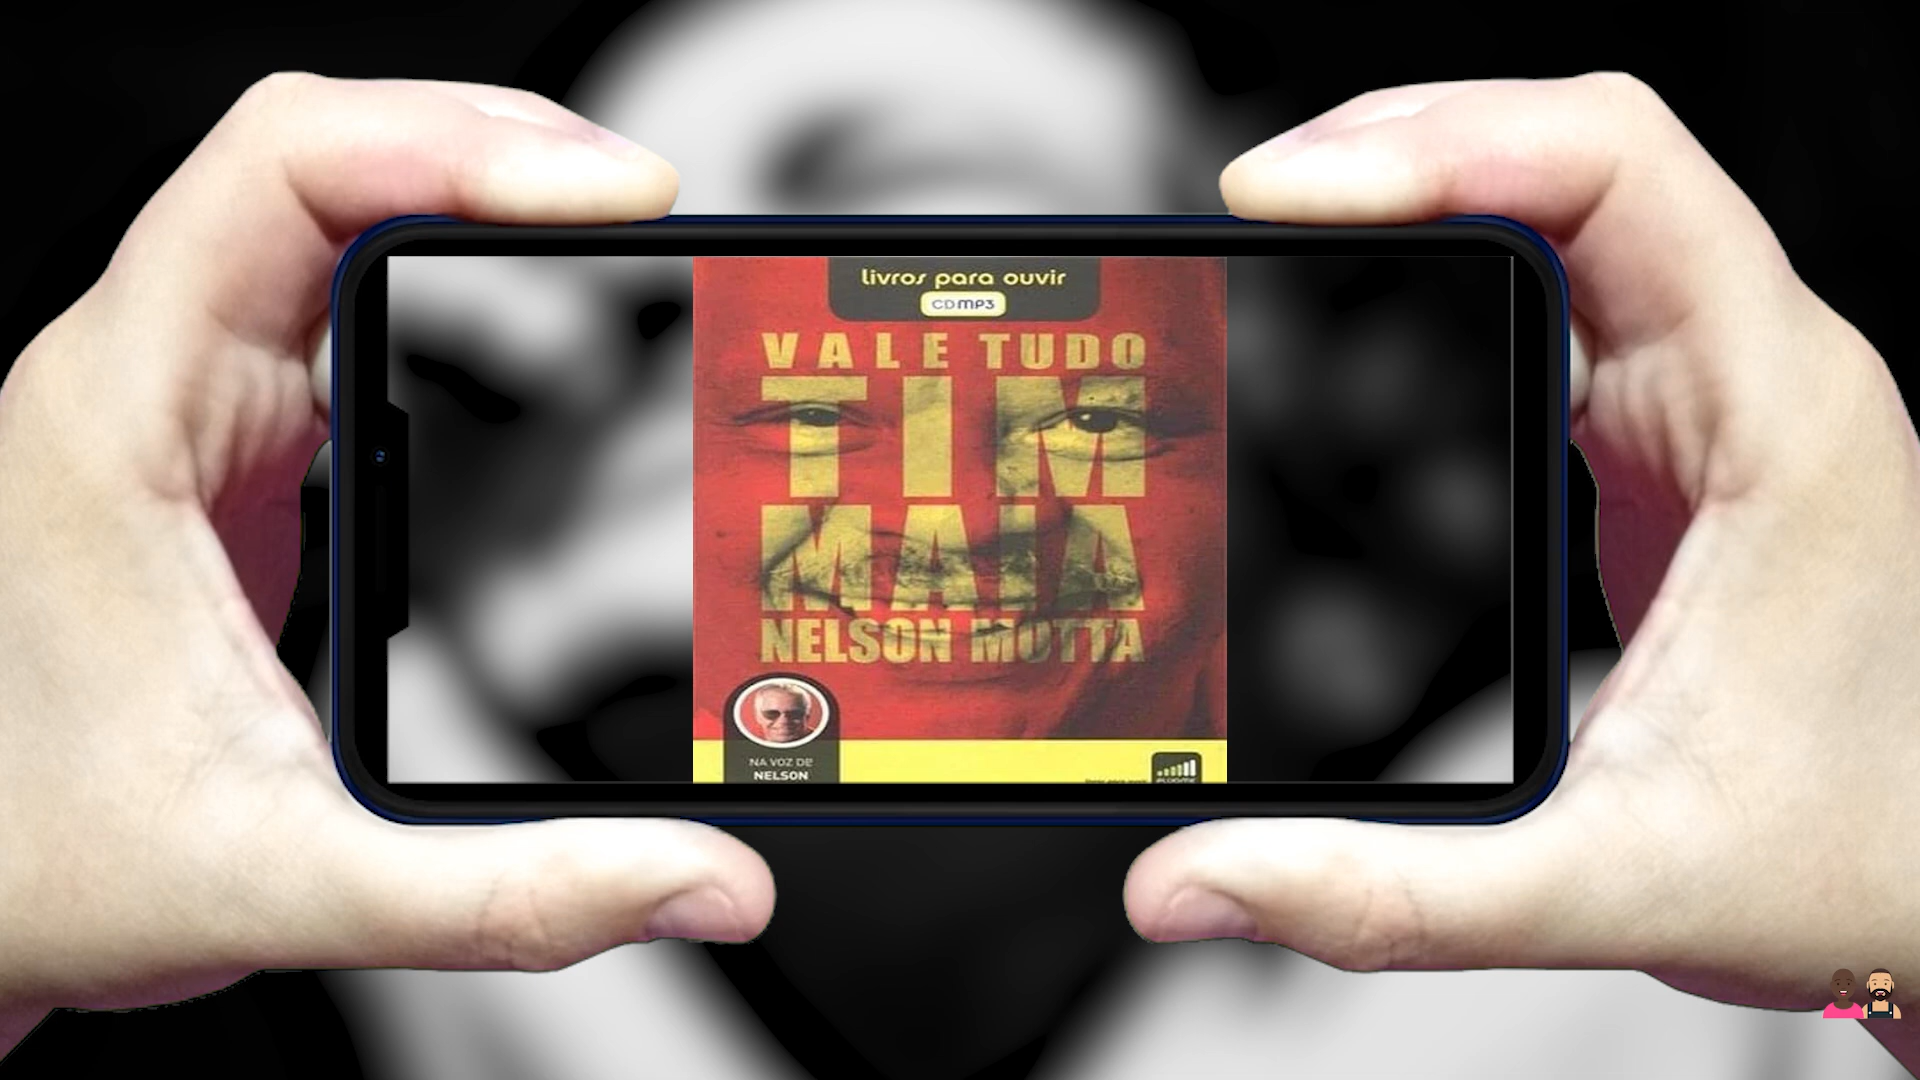 livros para ouvir
CD MP3
VALE TUDO
TIM
MAIA
NELSON MOTTA
NA VOZ DE
NELSON